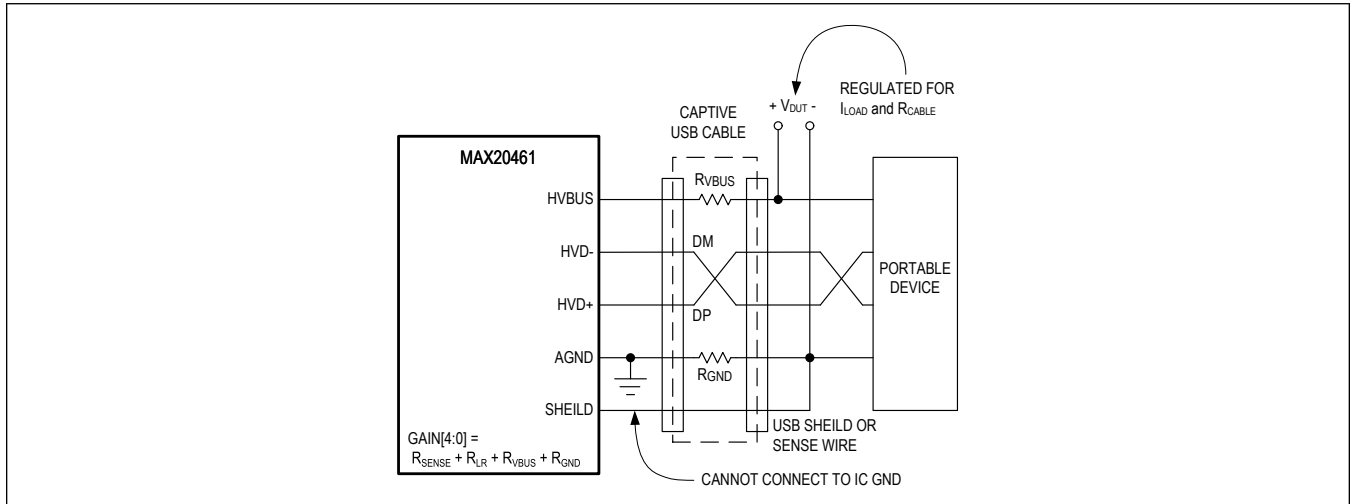 REGULATED FOR
ILOAD and RCABLE
+ VDUT -
CAPTIVE
USB CABLE
MAX20461
HVBUS
RVBUS
HVD-
DM
PORTABLE
DEVICE
HVD+
DP
AGND
RGND
SHEILD
USB SHEILD OR
SENSE WIRE
GAIN[4:0] =
RSENSE + RLR + RVBUS + RGND
CANNOT CONNECT TO IC GND